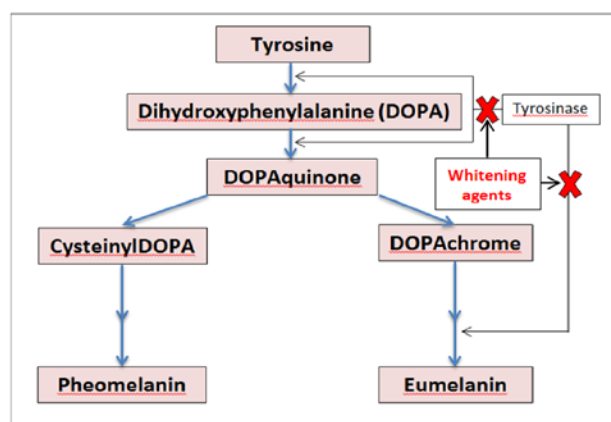 Tyrosine
Dihydroxyphenylalanine (DOPA)
Tyrosinase
DOPAquinone
Whitening
agents
CysteinylDOPA
DOPAchrome
Pheomelanin
Eumelanin